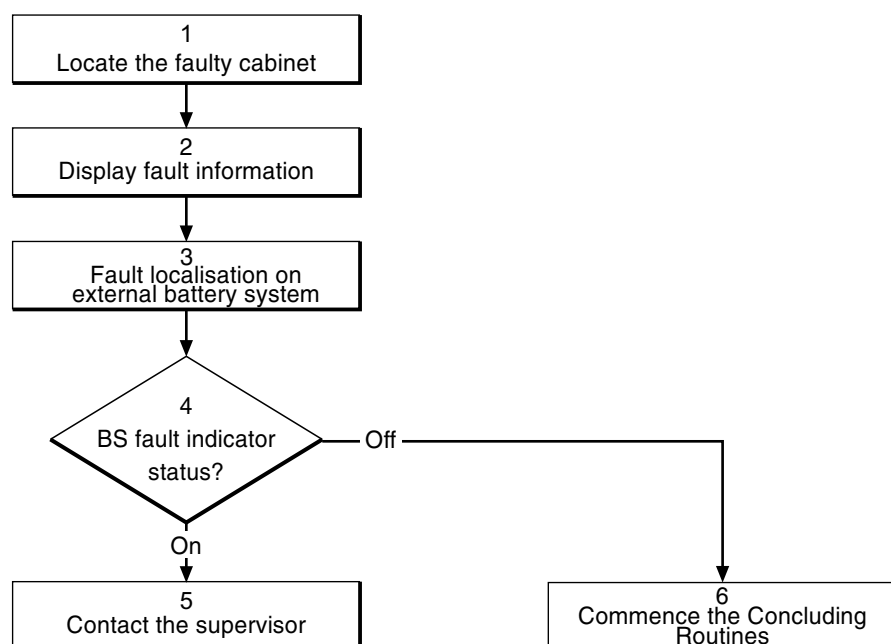 1
Locate the faulty cabinet
2
Display fault information
3
Fault localisation on
external battery system
4
BS fault indicator
status?
Off
On
5
Contact the supervisor
6
Commence the Concluding
Routines